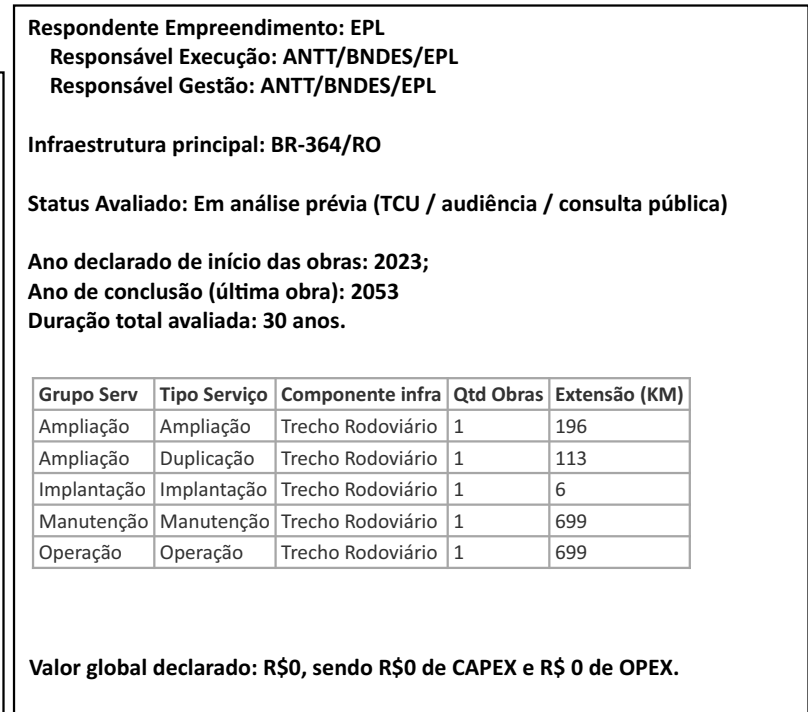 Respondente Empreendimento: EPL
Responsável Execução: ANTT/BNDES/EPL
Responsável Gestão: ANTT/BNDES/EPL
Infraestrutura principal: BR-364/RO
Status Avaliado: Em análise prévia (TCU / audiência / consulta pública)
Ano declarado de início das obras: 2023;
Ano de conclusão (última obra): 2053
Duração total avaliada: 30 anos.
Grupo Serv Tipo Serviço Componente infra Qtd Obras Extensão (KM)
Ampliação Ampliação Trecho Rodoviário 1 196
Ampliação Duplicação Trecho Rodoviário 1 113
Implantação Implantação Trecho Rodoviário 1 6
Manutenção Manutenção Trecho Rodoviário 1 699
Operação Operação Trecho Rodoviário 1 699
Valor global declarado: R$0, sendo R$0 de CAPEX e R$ 0 de OPEX.